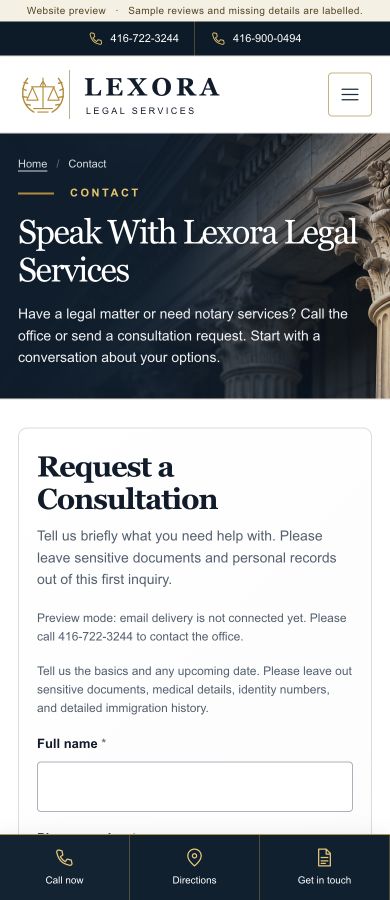 Website preview · Sample reviews and missing details are labelled.
416-722-3244 416-900-0494
LEXORA
LEGAL SERVICES
Home / Contact
CONTACT
Speak With Lexora Legal
Services
Have a legal matter or need notary services? Call the
office or send a consultation request. Start with a
conversation about your options.
Request a
Consultation
Tell us briefly what you need help with. Please
leave sensitive documents and personal records
out of this first inquiry.
Preview mode: email delivery is not connected yet. Please
call 416-722-3244 to contact the office.
Tell us the basics and any upcoming date. Please leave out
sensitive documents, medical details, identity numbers,
and detailed immigration history.
Full name *
Call now Directions Get in touch